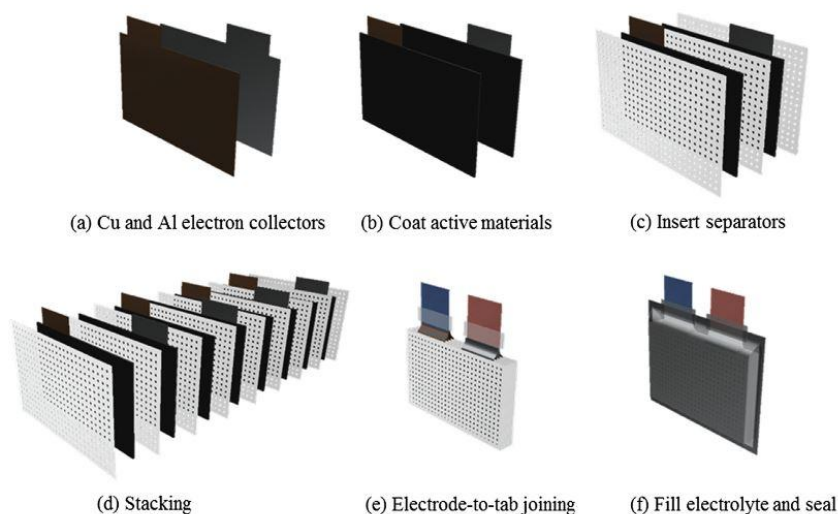 (a) Cu and Al electron collectors
(b) Coat active materials
(c) Insert separators
(d) Stacking
(e) Electrode-to-tab joining
(f) Fill electrolyte and seal